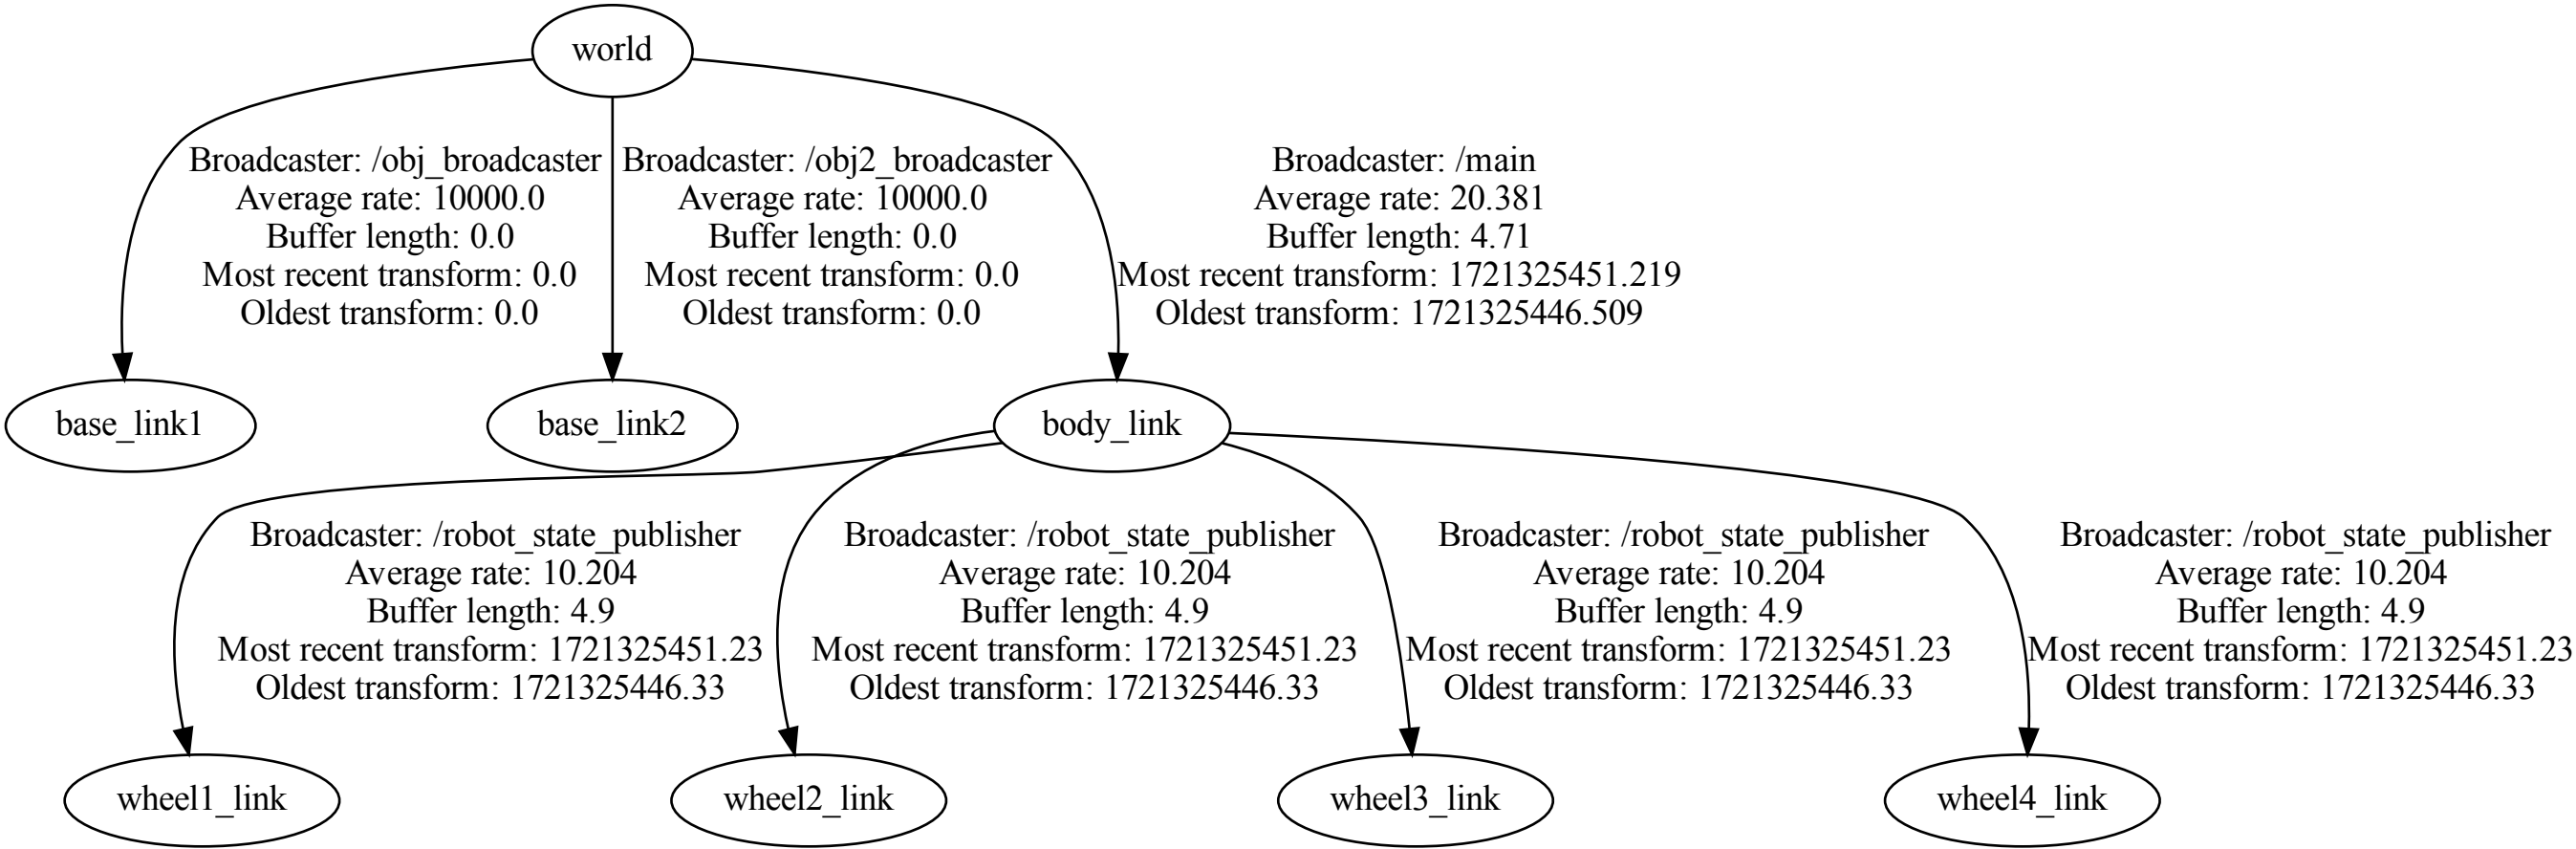 world
Broadcaster: /obj_broadcaster
Average rate: 10000.0
Buffer length: 0.0
Most recent transform: 0.0
Oldest transform: 0.0
Broadcaster: /obj2_broadcaster
Average rate: 10000.0
Buffer length: 0.0
Most recent transform: 0.0
Oldest transform: 0.0
Broadcaster: /main
Average rate: 20.381
Buffer length: 4.71
Most recent transform: 1721325451.219
Oldest transform: 1721325446.509
base_link1
base_link2
body_link
Broadcaster: /robot_state_publisher
Average rate: 10.204
Buffer length: 4.9
Most recent transform: 1721325451.23
Oldest transform: 1721325446.33
Broadcaster: /robot_state_publisher
Average rate: 10.204
Buffer length: 4.9
Most recent transform: 1721325451.23
Oldest transform: 1721325446.33
Broadcaster: /robot_state_publisher
Average rate: 10.204
Buffer length: 4.9
Most recent transform: 1721325451.23
Oldest transform: 1721325446.33
Broadcaster: /robot_state_publisher
Average rate: 10.204
Buffer length: 4.9
Most recent transform: 1721325451.23
Oldest transform: 1721325446.33
wheel1_link
wheel2_link
wheel3_link
wheel4_link